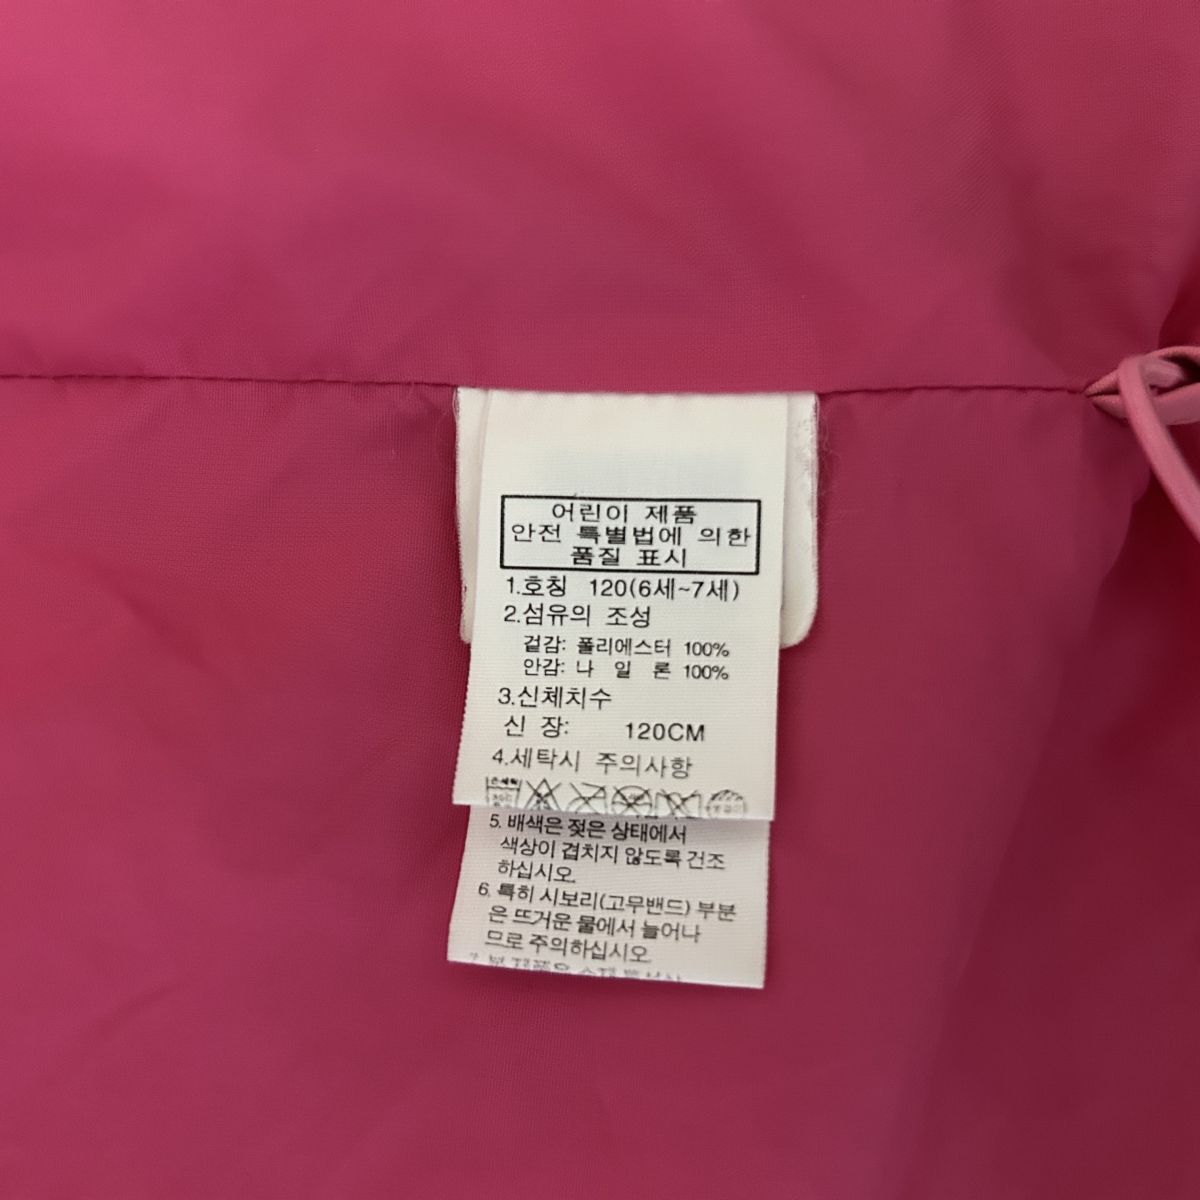 어린이 제품
안전 특별법에 의한
품질 표시
1.호칭 120(6세~7세)
2.섬유의 조성
겉감: 폴리에스터 100%
안감: 나 일 론 100%
3.신체치수
신 장: 120CM
4.세탁시 주의사항
손세탁
5. 배색은 젖은 상태에서
색상이 겹치지 않도록 건조
하십시오.
6. 특히 시보리(고무밴드) 부분
은 뜨거운 물에서 늘어나
므로 주의하십시오.